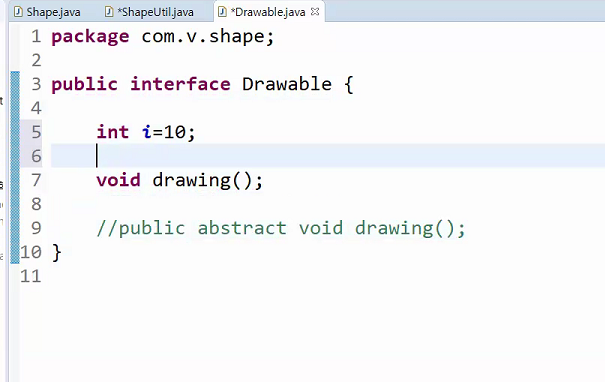 Shape.java *ShapeUtil.java *Drawable.java
1 package com.v.shape;
2
3 public interface Drawable {
4
5 int i=10;
6
7 void drawing();
8
9 //public abstract void drawing();
10 }
11